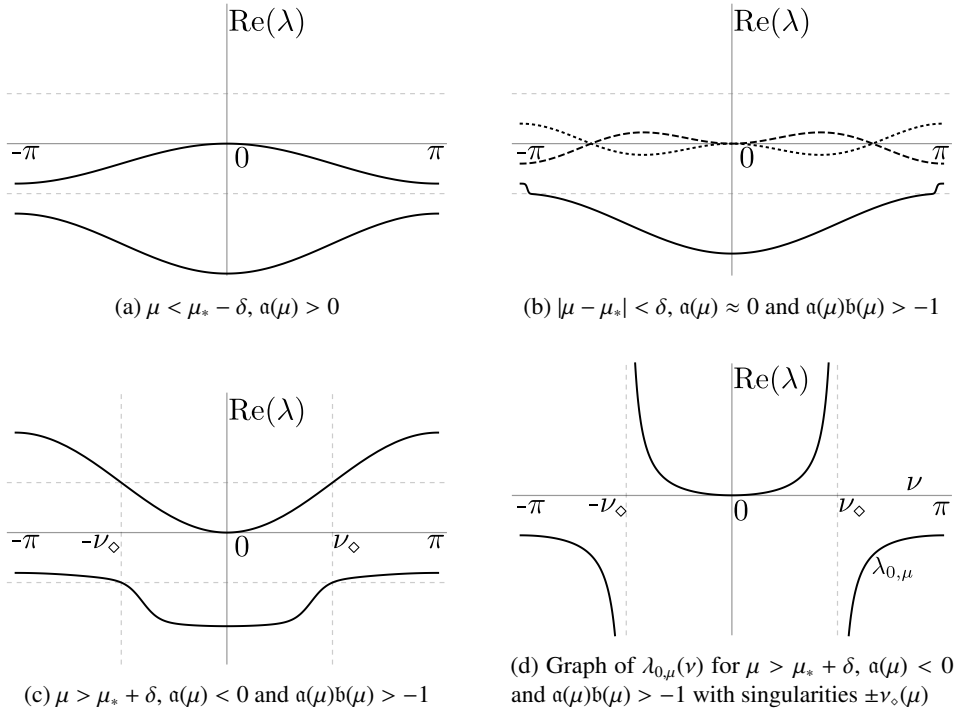 Re(λ)
-π
0
π
(a) μ < μ* − δ, 𝔞(μ) > 0
Re(λ)
-π
0
π
(b) |μ − μ*| < δ, 𝔞(μ) ≈ 0 and 𝔞(μ)𝔟(μ) > −1
Re(λ)
-π
-ν⋄
0
ν⋄
π
(c) μ > μ* + δ, 𝔞(μ) < 0 and 𝔞(μ)𝔟(μ) > −1
Re(λ)
ν
-π
-ν⋄
0
ν⋄
π
λ0,μ
(d) Graph of λ0,μ(ν) for μ > μ* + δ, 𝔞(μ) < 0
and 𝔞(μ)𝔟(μ) > −1 with singularities ±ν⋄(μ)